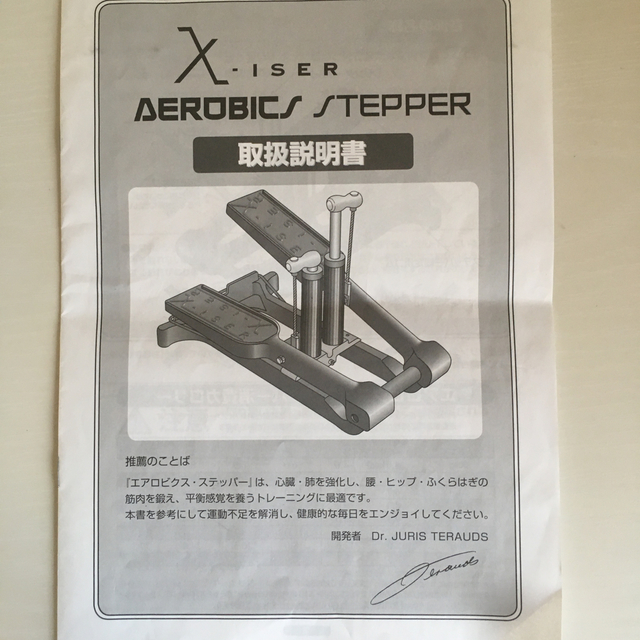 X-ISER
AEROBICS STEPPER
取扱説明書
推薦のことば
『エアロビクス・ステッパー』は、心臓・肺を強化し、腰・ヒップ・ふくらはぎの
筋肉を鍛え、平衡感覚を養うトレーニングに最適です。
本書を参考にして運動不足を解消し、健康的な毎日をエンジョイしてください。
開発者 Dr. JURIS TERAUDS
J Terauds